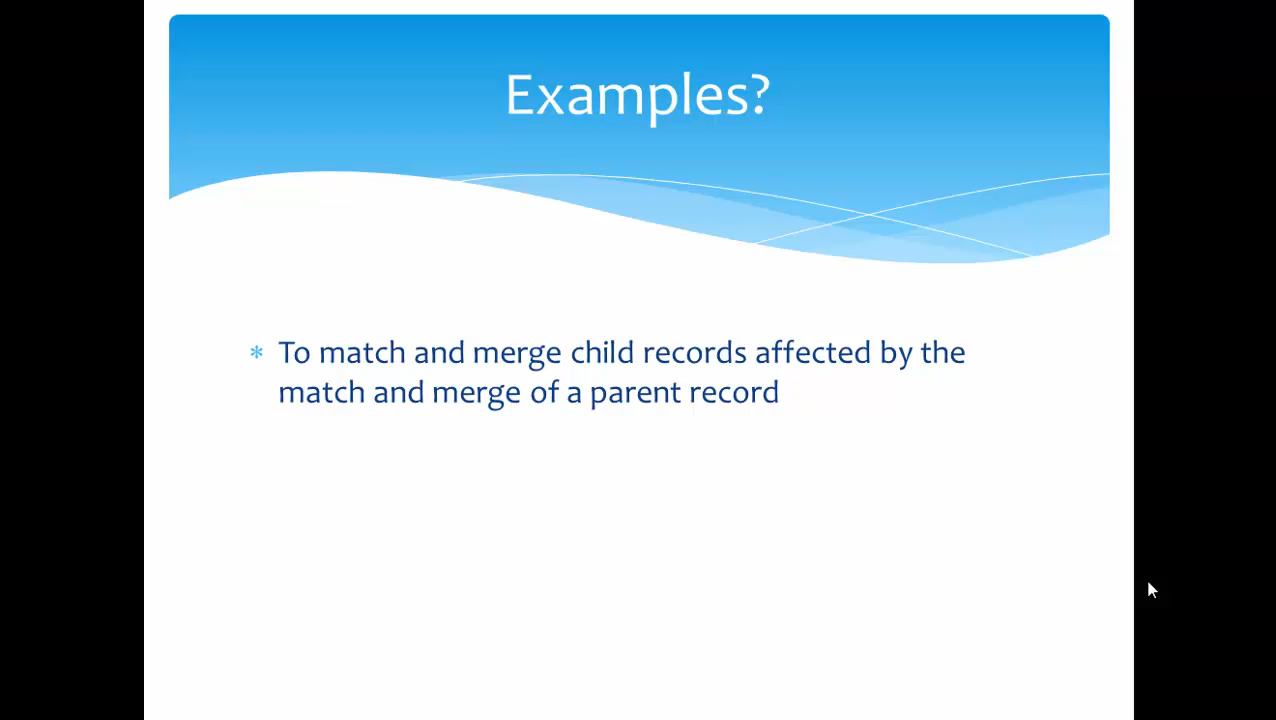 Examples?
* To match and merge child records affected by the
match and merge of a parent record